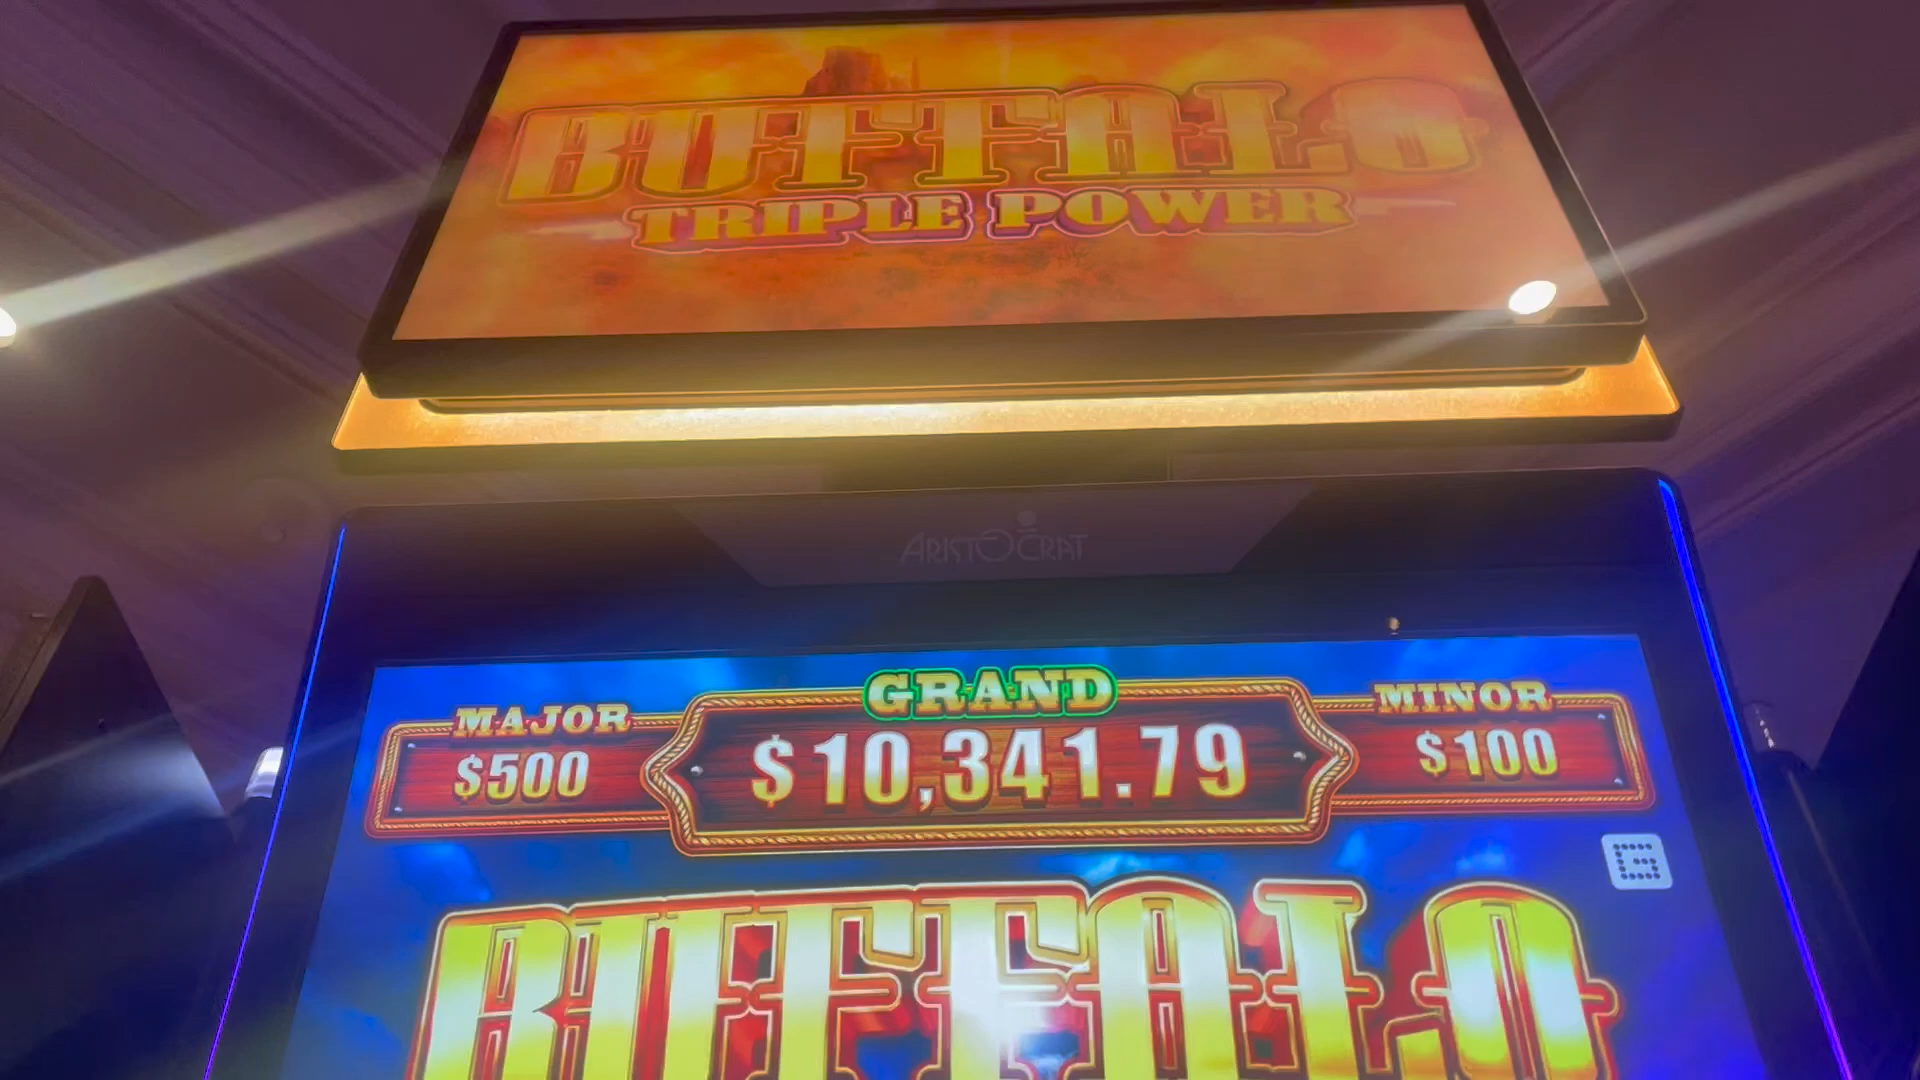 BUFFALO
TRIPLE POWER
ARISTOCRAT
MAJOR
$500
GRAND
$10,341.79
MINOR
$100
G
BUFFALO